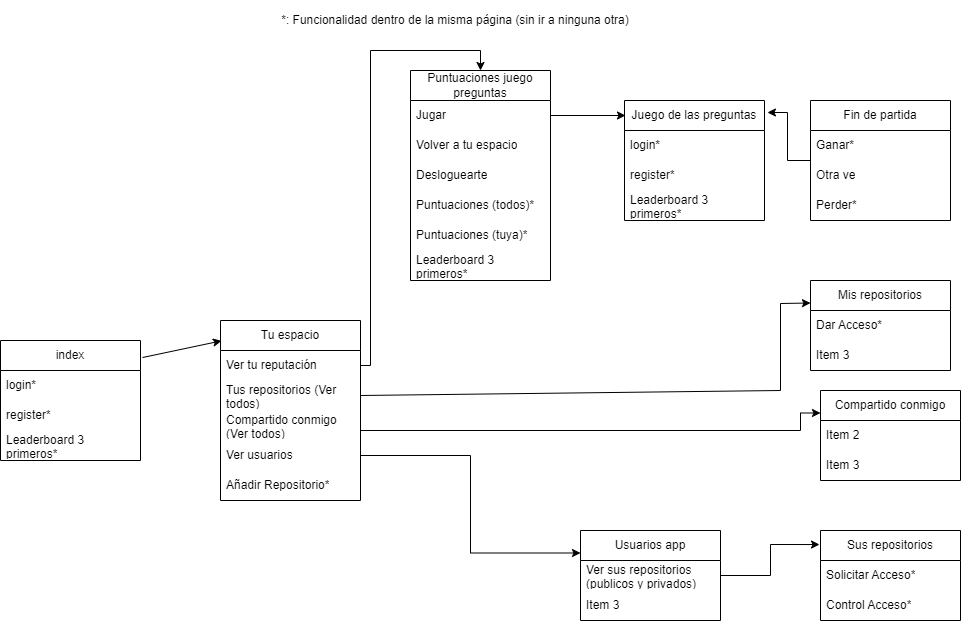 *: Funcionalidad dentro de la misma página (sin ir a ninguna otra)
Puntuaciones juego
preguntas
Jugar
Volver a tu espacio
Desloguearte
Puntuaciones (todos)*
Puntuaciones (tuya)*
Leaderboard 3
primeros*
Juego de las preguntas
login*
register*
Leaderboard 3
primeros*
Fin de partida
Ganar*
Otra ve
Perder*
Mis repositorios
Dar Acceso*
Item 3
index
login*
register*
Leaderboard 3
primeros*
Tu espacio
Ver tu reputación
Tus repositorios (Ver
todos)
Compartido conmigo
(Ver todos)
Ver usuarios
Añadir Repositorio*
Compartido conmigo
Item 2
Item 3
Usuarios app
Ver sus repositorios
(publicos y privados)
Item 3
Sus repositorios
Solicitar Acceso*
Control Acceso*